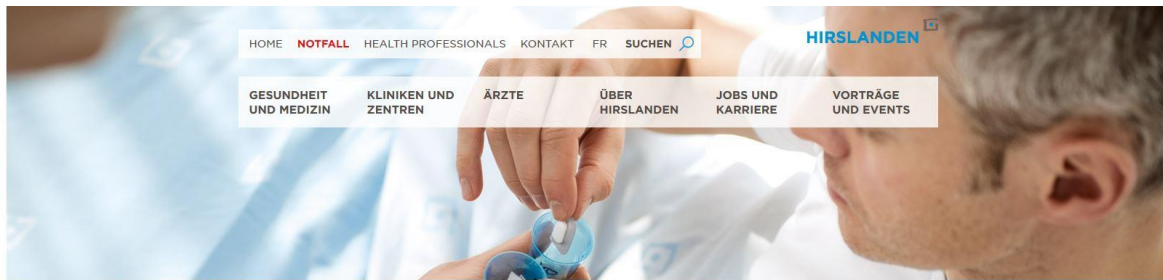 HOME NOTFALL HEALTH PROFESSIONALS KONTAKT FR SUCHEN
HIRSLANDEN
GESUNDHEIT
UND MEDIZIN
KLINIKEN UND
ZENTREN
ÄRZTE
ÜBER
HIRSLANDEN
JOBS UND
KARRIERE
VORTRÄGE
UND EVENTS